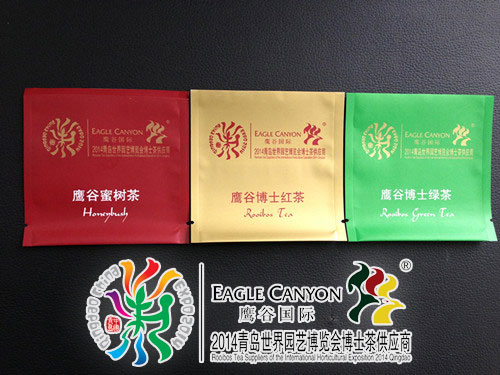 EAGLE CANYON
鹰谷国际
2014青岛世界园艺博览会博士茶供应商
鹰谷蜜树茶
Honeybush
EAGLE CANYON
鹰谷国际
2014青岛世界园艺博览会博士茶供应商
鹰谷博士红茶
Rooibos Tea
EAGLE CANYON
鹰谷国际
2014青岛世界园艺博览会博士茶供应商
鹰谷博士绿茶
Rooibos Green Tea
EAGLE CANYON ®
鹰谷国际
2014青岛世界园艺博览会博士茶供应商
Rooibos Tea Suppliers of the International Horticultural Exposition 2014 Qingdao